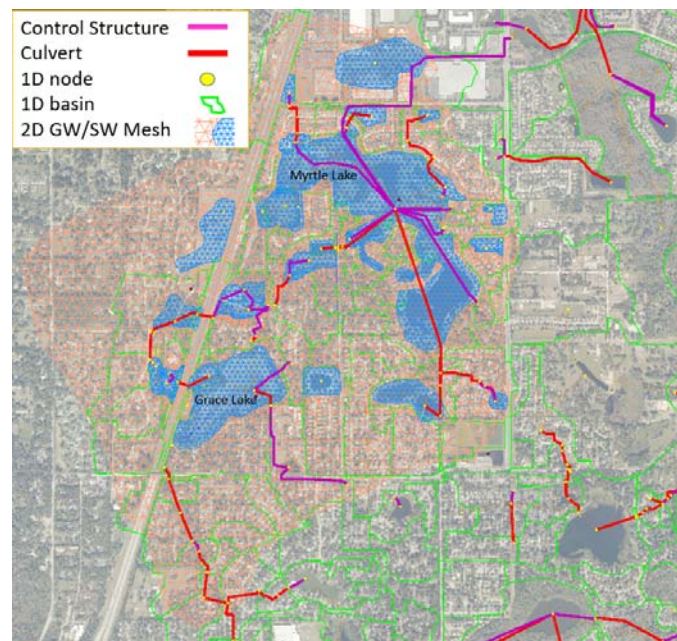 Control Structure
Culvert
1D node
1D basin
2D GW/SW Mesh
Myrtle Lake
Grace Lake